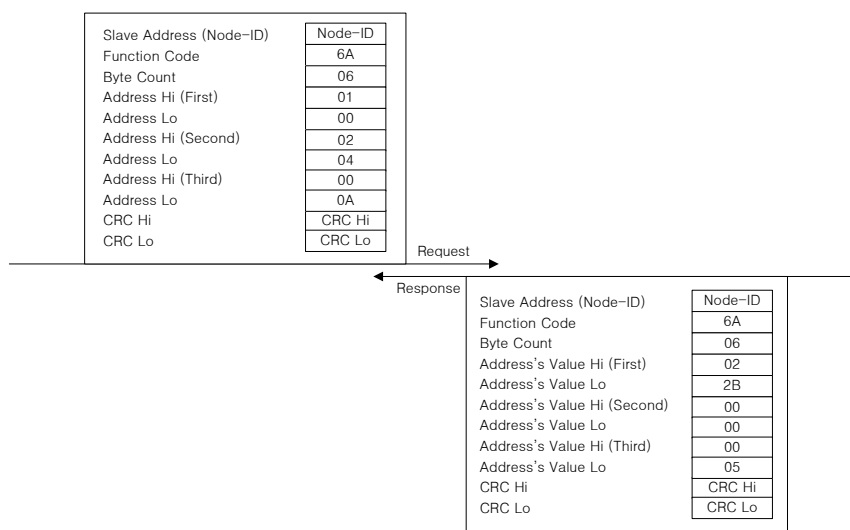 Slave Address (Node-ID) Node-ID
Function Code 6A
Byte Count 06
Address Hi (First) 01
Address Lo 00
Address Hi (Second) 02
Address Lo 04
Address Hi (Third) 00
Address Lo 0A
CRC Hi CRC Hi
CRC Lo CRC Lo
Request
Response
Slave Address (Node-ID) Node-ID
Function Code 6A
Byte Count 06
Address's Value Hi (First) 02
Address's Value Lo 2B
Address's Value Hi (Second) 00
Address's Value Lo 00
Address's Value Hi (Third) 00
Address's Value Lo 05
CRC Hi CRC Hi
CRC Lo CRC Lo